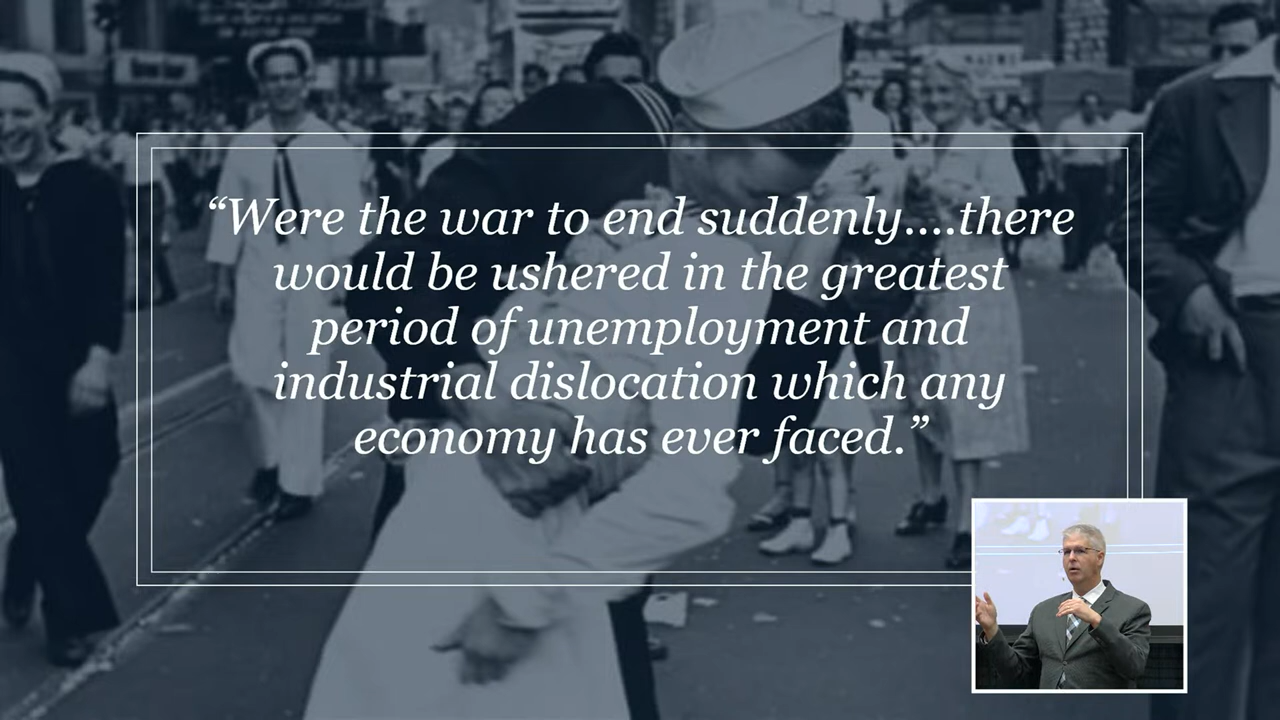 “Were the war to end suddenly....there
would be ushered in the greatest
period of unemployment and
industrial dislocation which any
economy has ever faced.”